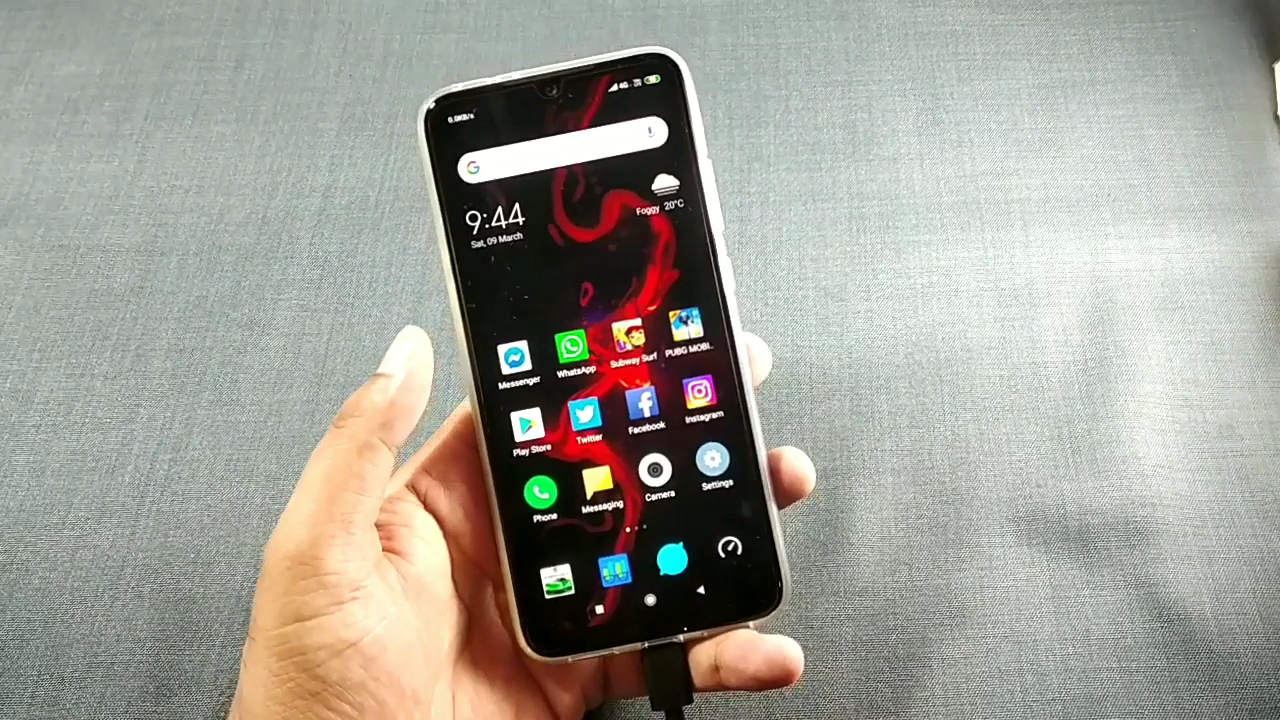 0.0KB/s
4G
9:44
Sat, 09 March
Foggy 20°C
Messenger
WhatsApp
Subway Surf
PUBG MOBI..
Play Store
Twitter
Facebook
Instagram
Phone
Messaging
Camera
Settings